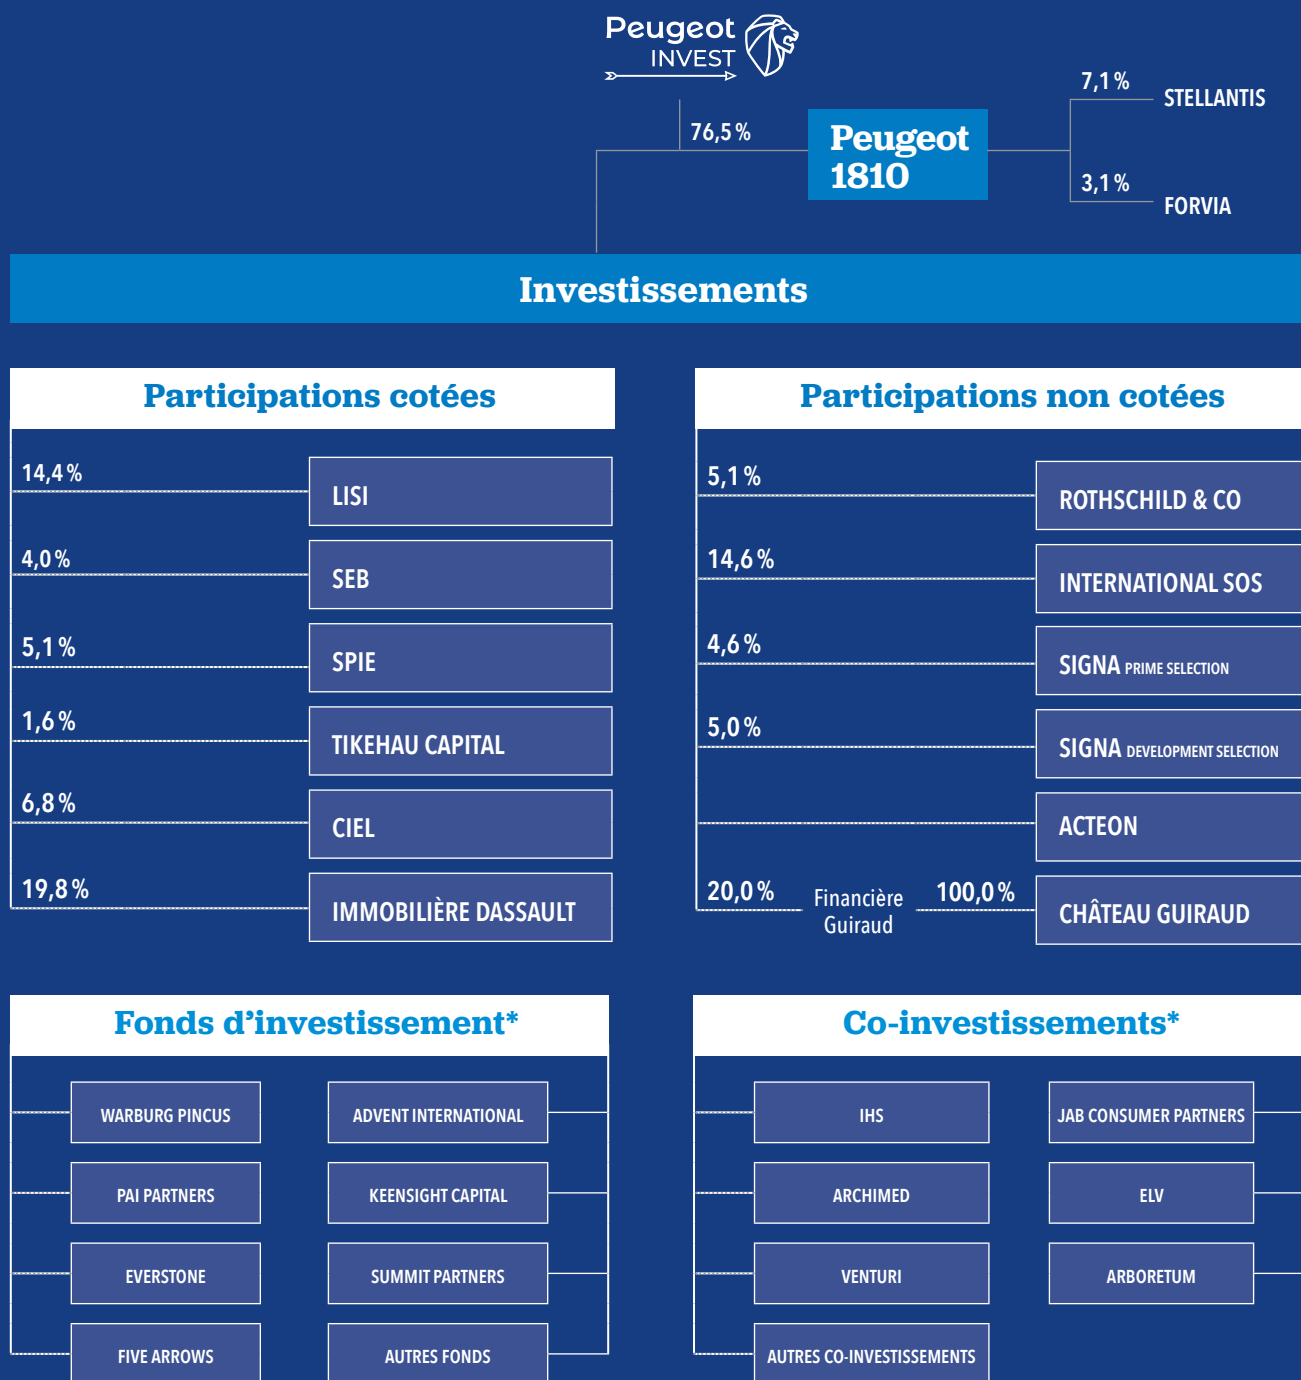 Peugeot
INVEST
76,5 %
Peugeot
1810
7,1 %
STELLANTIS
3,1 %
FORVIA
Investissements
Participations cotées
14,4 %
LISI
4,0 %
SEB
5,1 %
SPIE
1,6 %
TIKEHAU CAPITAL
6,8 %
CIEL
19,8 %
IMMOBILIÈRE DASSAULT
Participations non cotées
5,1 %
ROTHSCHILD & CO
14,6 %
INTERNATIONAL SOS
4,6 %
SIGNA PRIME SELECTION
5,0 %
SIGNA DEVELOPMENT SELECTION
ACTEON
20,0 %
Financière
Guiraud
100,0 %
CHÂTEAU GUIRAUD
Fonds d’investissement*
WARBURG PINCUS
ADVENT INTERNATIONAL
PAI PARTNERS
KEENSIGHT CAPITAL
EVERSTONE
SUMMIT PARTNERS
FIVE ARROWS
AUTRES FONDS
Co-investissements*
IHS
JAB CONSUMER PARTNERS
ARCHIMED
ELV
VENTURI
ARBORETUM
AUTRES CO-INVESTISSEMENTS